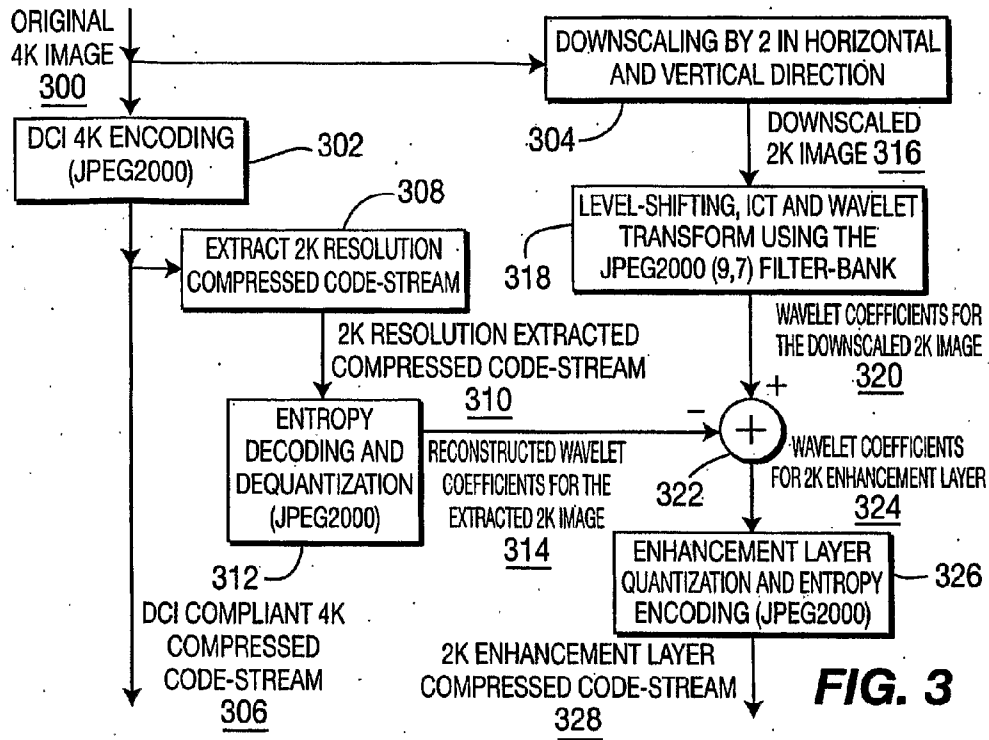 ORIGINAL
4K IMAGE
300
DOWNSCALING BY 2 IN HORIZONTAL
AND VERTICAL DIRECTION
304
DCI 4K ENCODING
(JPEG2000)
302
DOWNSCALED
2K IMAGE 316
308
EXTRACT 2K RESOLUTION
COMPRESSED CODE-STREAM
LEVEL-SHIFTING, ICT AND WAVELET
TRANSFORM USING THE
JPEG2000 (9,7) FILTER-BANK
318
2K RESOLUTION EXTRACTED
COMPRESSED CODE-STREAM
310
WAVELET COEFFICIENTS FOR
THE DOWNSCALED 2K IMAGE
320
ENTROPY
DECODING AND
DEQUANTIZATION
(JPEG2000)
312
RECONSTRUCTED WAVELET
COEFFICIENTS FOR THE
EXTRACTED 2K IMAGE
314
+
-
+
322
WAVELET COEFFICIENTS
FOR 2K ENHANCEMENT LAYER
324
ENHANCEMENT LAYER
QUANTIZATION AND ENTROPY
ENCODING (JPEG2000)
326
DCI COMPLIANT 4K
COMPRESSED
CODE-STREAM
306
2K ENHANCEMENT LAYER
COMPRESSED CODE-STREAM
328
FIG. 3